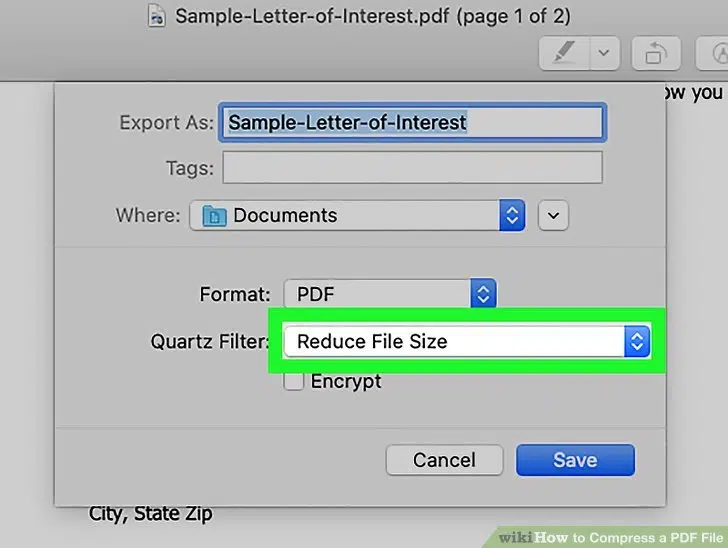 Sample-Letter-of-Interest.pdf (page 1 of 2)
ow you
Export As: Sample-Letter-of-Interest
Tags:
Where: Documents
Format: PDF
Quartz Filter: Reduce File Size
Encrypt
Cancel Save
City, State Zip
wikiHow to Compress a PDF File